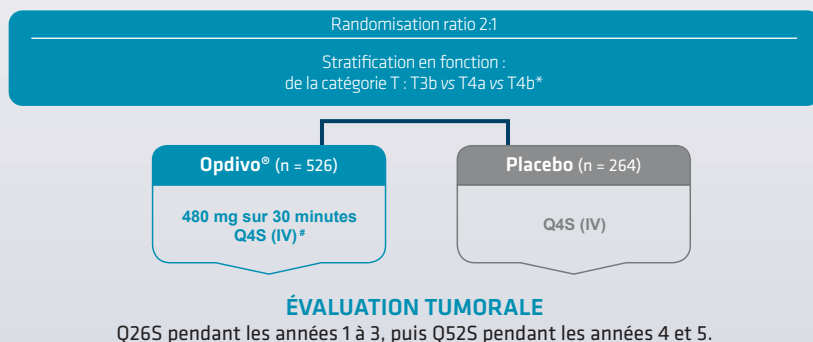 Randomisation ratio 2:1
Stratification en fonction :
de la catégorie T : T3b vs T4a vs T4b*
Opdivo® (n = 526)
Placebo (n = 264)
480 mg sur 30 minutes
Q4S (IV)#
Q4S (IV)
ÉVALUATION TUMORALE
Q26S pendant les années 1 à 3, puis Q52S pendant les années 4 et 5.